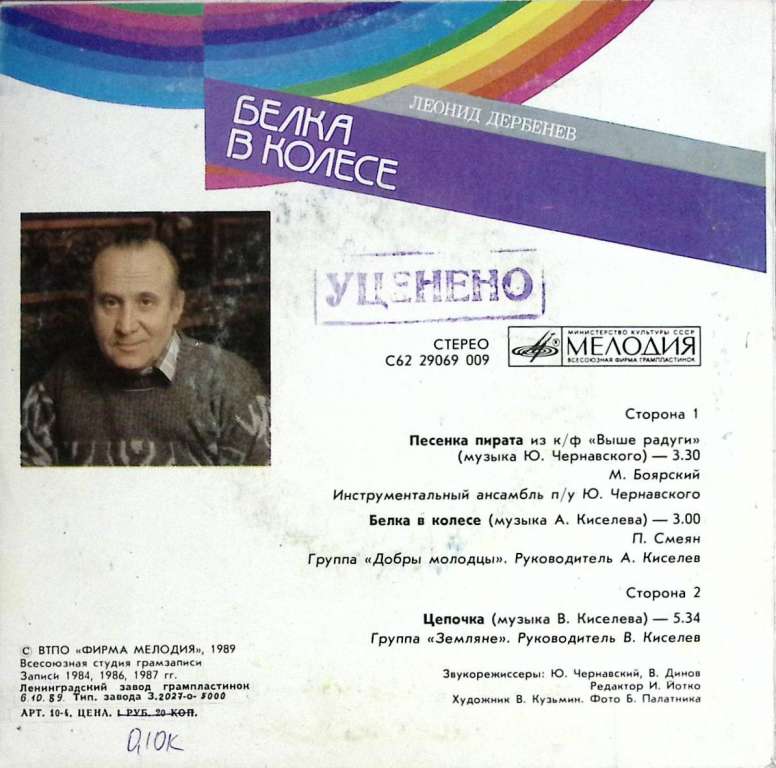 ЛЕОНИД ДЕРБЕНЕВ
БЕЛКА
В КОЛЕСЕ
УЦЕНЕНО
СТЕРЕО
С62 29069 009
МИНИСТЕРСТВО КУЛЬТУРЫ СССР
МЕЛОДИЯ
ВСЕСОЮЗНАЯ ФИРМА ГРАМПЛАСТИНОК
Сторона 1
Песенка пирата из к/ф «Выше радуги»
(музыка Ю. Чернавского) — 3.30
М. Боярский
Инструментальный ансамбль п/у Ю. Чернавского
Белка в колесе (музыка А. Киселева) — 3.00
П. Смеян
Группа «Добры молодцы». Руководитель А. Киселев
Сторона 2
Цепочка (музыка В. Киселева) — 5.34
Группа «Земляне». Руководитель В. Киселев
Звукорежиссеры: Ю. Чернавский, В. Динов
Редактор И. Йотко
Художник В. Кузьмин. Фото Б. Палатника
С ВТПО «ФИРМА МЕЛОДИЯ», 1989
Всесоюзная студия грамзаписи
Записи 1984, 1986, 1987 гг.
Ленинградский завод грампластинок
6.10.89. Тип. завода З.2027-0-5000
АРТ. 10-4. ЦЕНА. 1 РУБ. 20 КОП.
0,10к